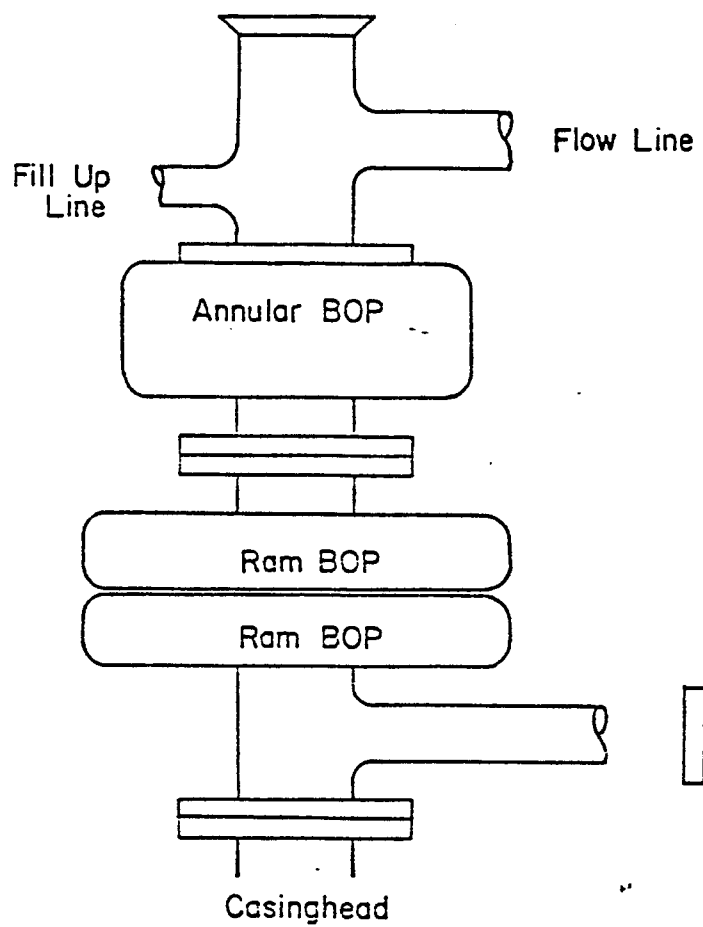 Flow Line
Fill Up
Line
Annular BOP
Ram BOP
Ram BOP
Casinghead